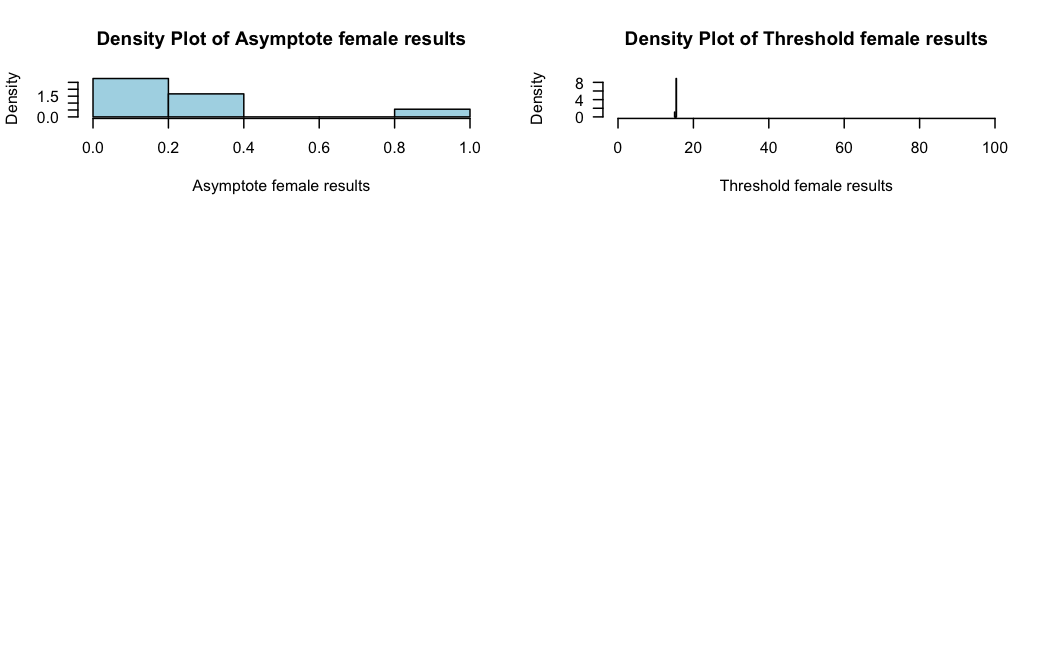 Density Plot of Asymptote female results
Density
1.5
0.0
0.0 0.2 0.4 0.6 0.8 1.0
Asymptote female results
Density Plot of Threshold female results
Density
8
4
0
0 20 40 60 80 100
Threshold female results